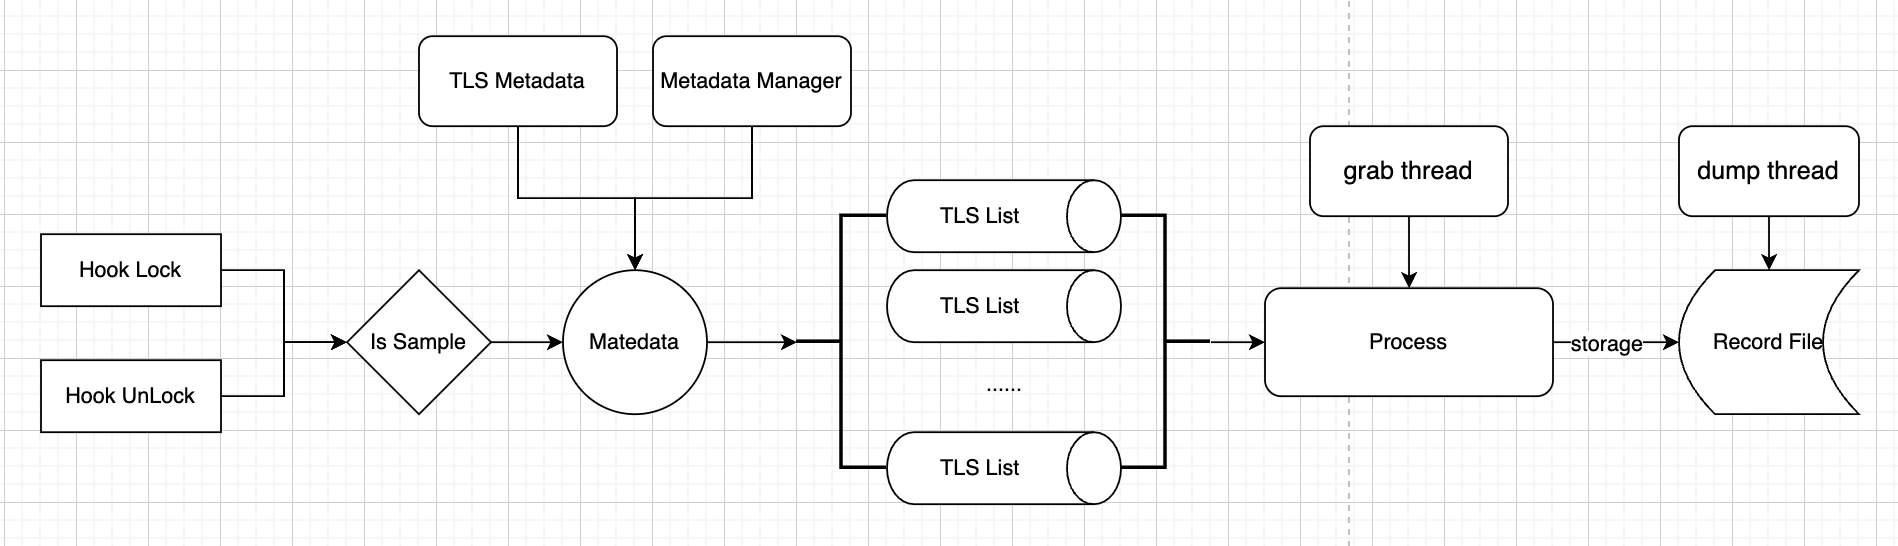 TLS Metadata
Metadata Manager
Hook Lock
Hook UnLock
Is Sample
Matedata
TLS List
TLS List
......
TLS List
grab thread
Process
storage
dump thread
Record File